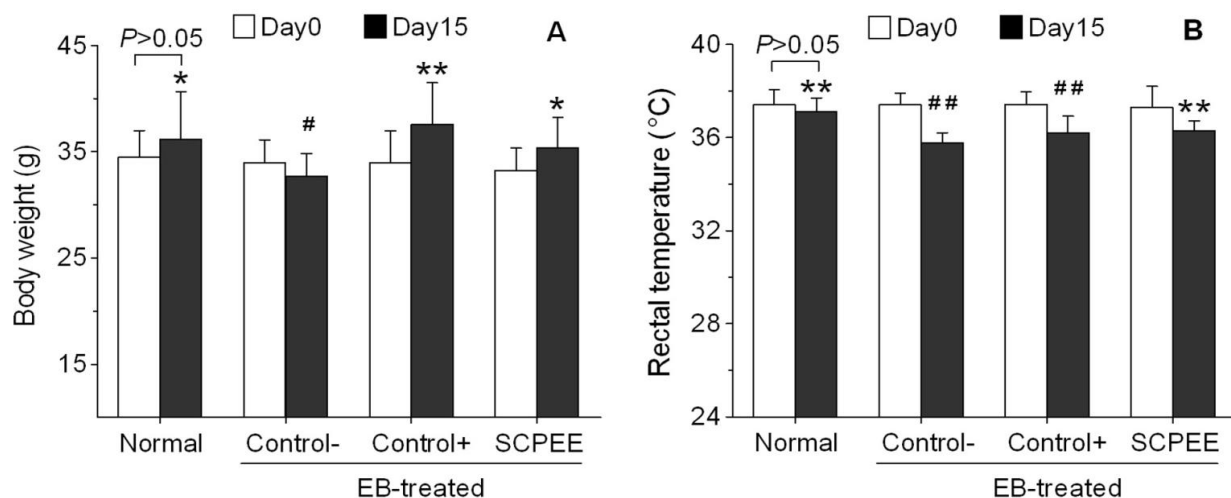 A
Day0 Day15
P>0.05
* # ** *
Body weight (g)
45
35
25
15
Normal Control- Control+ SCPEE
EB-treated
B
Day0 Day15
P>0.05
** ## ## **
Rectal temperature (°C)
40
36
32
24
Normal Control- Control+ SCPEE
EB-treated